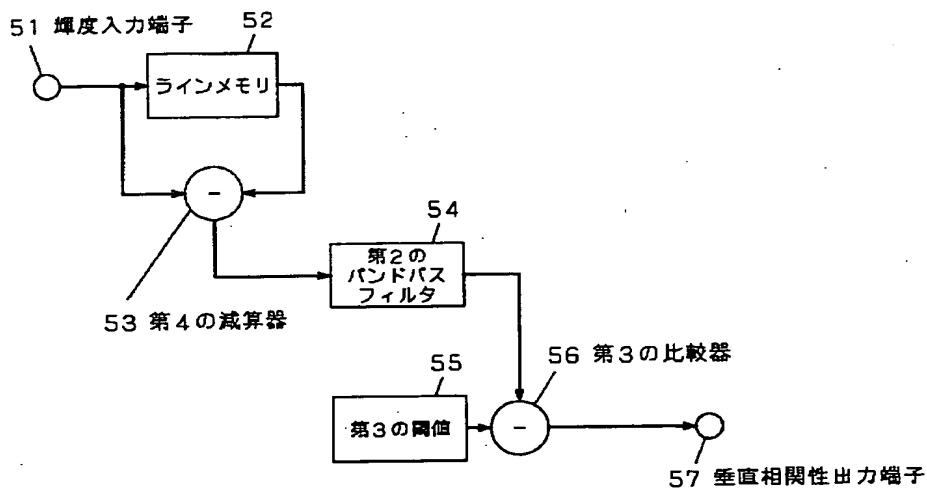 51 輝度入力端子
52
ラインメモリ
−
53 第4の減算器
54
第2の
バンドパス
フィルタ
55
第3の閾値
56 第3の比較器
−
57 垂直相関性出力端子